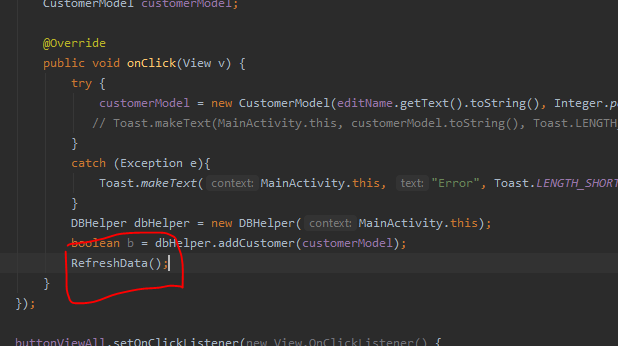 CustomerModel customerModel;
@Override
public void onClick(View v) {
try {
customerModel = new CustomerModel(editName.getText().toString(), Integer.p
// Toast.makeText(MainActivity.this, customerModel.toString(), Toast.LENGTH_
}
catch (Exception e){
Toast.makeText( context: MainActivity.this, text: "Error", Toast.LENGTH_SHORT
}
DBHelper dbHelper = new DBHelper( context: MainActivity.this);
boolean b = dbHelper.addCustomer(customerModel);
RefreshData();
}
});
buttonViewAll.setOnClickListener(new View.OnClickListener() {